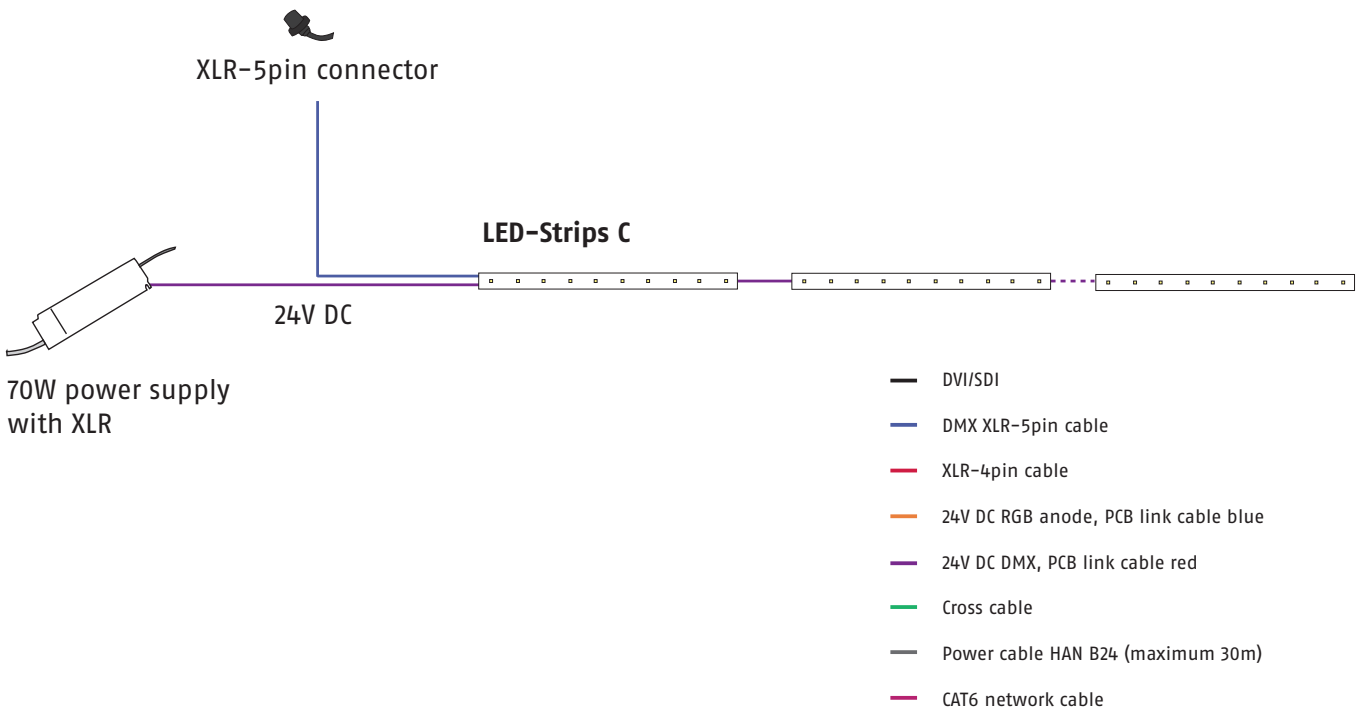 XLR-5pin connector
LED-Strips C
24V DC
70W power supply
with XLR
DVI/SDI
DMX XLR-5pin cable
XLR-4pin cable
24V DC RGB anode, PCB link cable blue
24V DC DMX, PCB link cable red
Cross cable
Power cable HAN B24 (maximum 30m)
CAT6 network cable